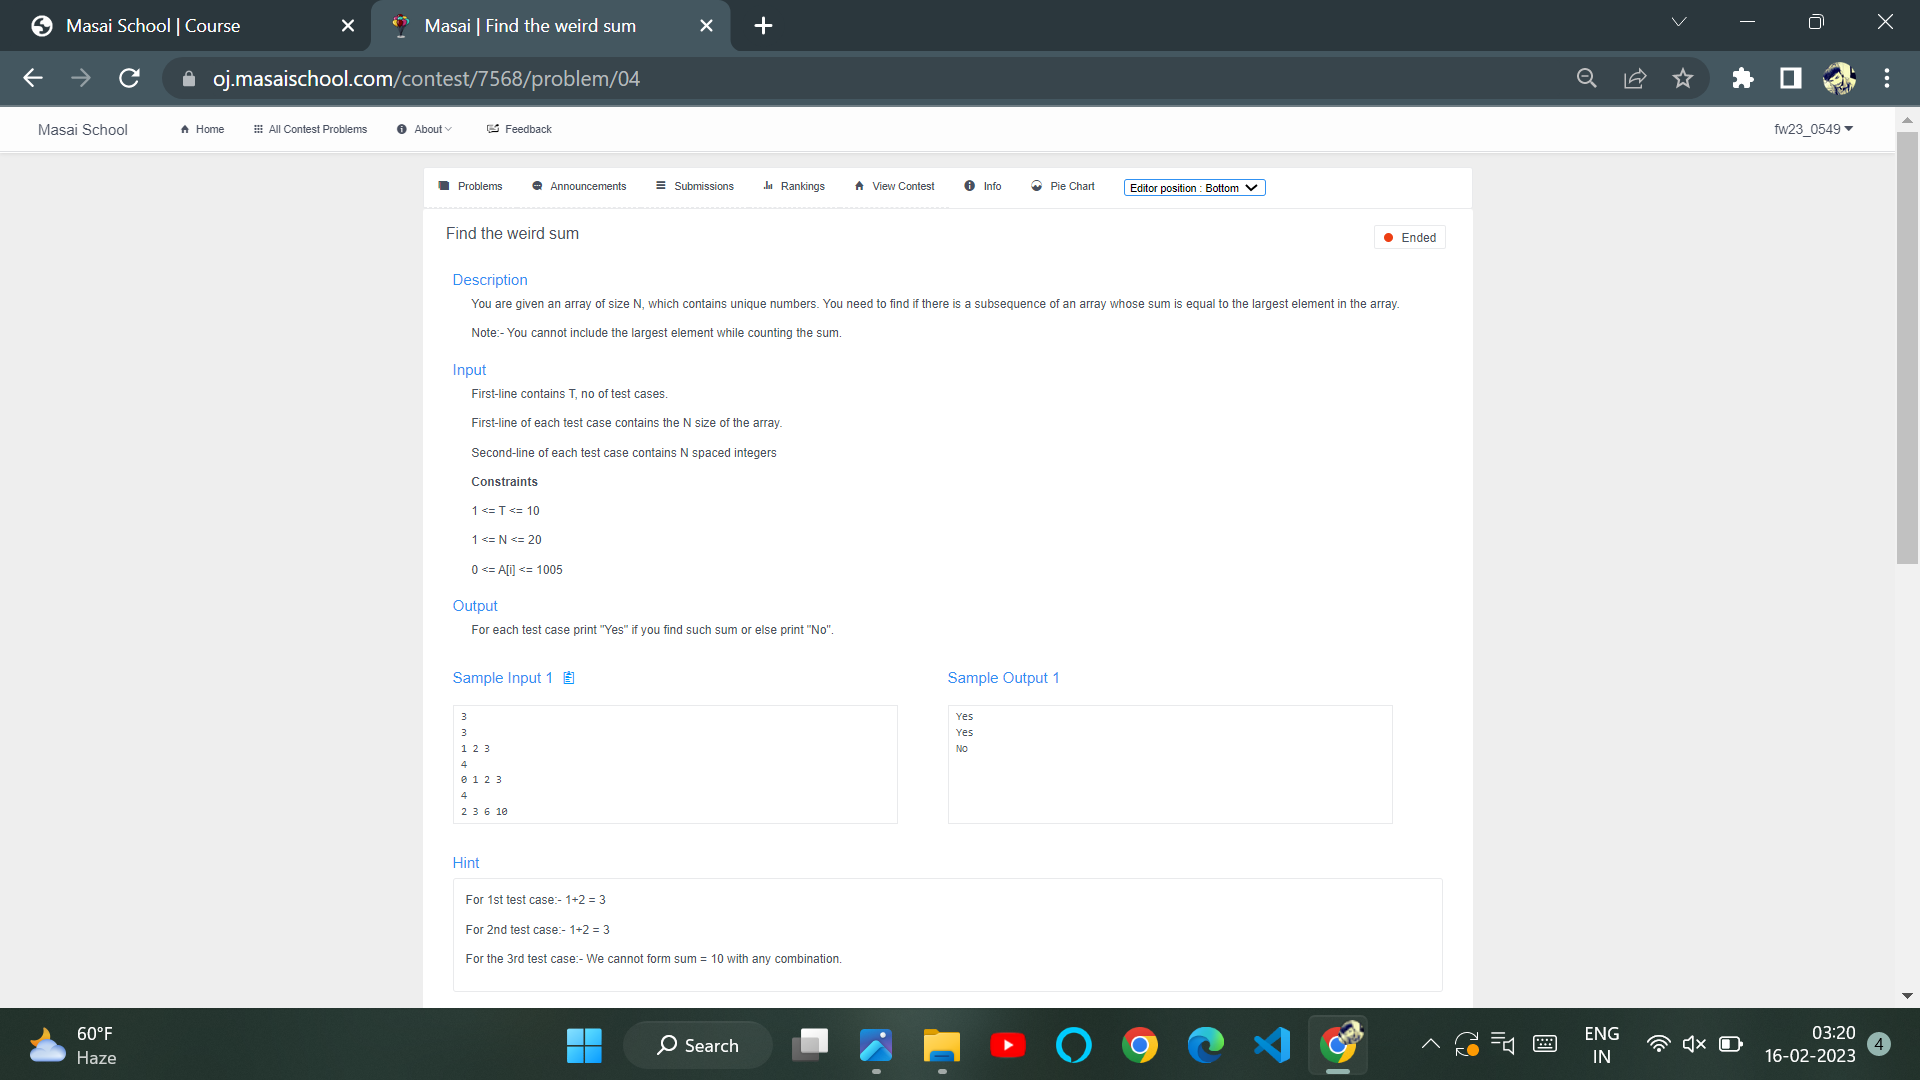 Masai School | Course
Masai | Find the weird sum
oj.masaischool.com/contest/7568/problem/04
Masai School
Home
All Contest Problems
About
Feedback
fw23_0549
Problems
Announcements
Submissions
Rankings
View Contest
Info
Pie Chart
Editor position : Bottom
Find the weird sum
Ended
Description
You are given an array of size N, which contains unique numbers. You need to find if there is a subsequence of an array whose sum is equal to the largest element in the array.
Note:- You cannot include the largest element while counting the sum.
Input
First-line contains T, no of test cases.
First-line of each test case contains the N size of the array.
Second-line of each test case contains N spaced integers
Constraints
1 <= T <= 10
1 <= N <= 20
0 <= A[i] <= 1005
Output
For each test case print "Yes" if you find such sum or else print "No".
Sample Input 1
3
3
1 2 3
4
0 1 2 3
4
2 3 6 10
Sample Output 1
Yes
Yes
No
Hint
For 1st test case:- 1+2 = 3
For 2nd test case:- 1+2 = 3
For the 3rd test case:- We cannot form sum = 10 with any combination.
60°F
Haze
Search
ENG
IN
03:20
16-02-2023
4